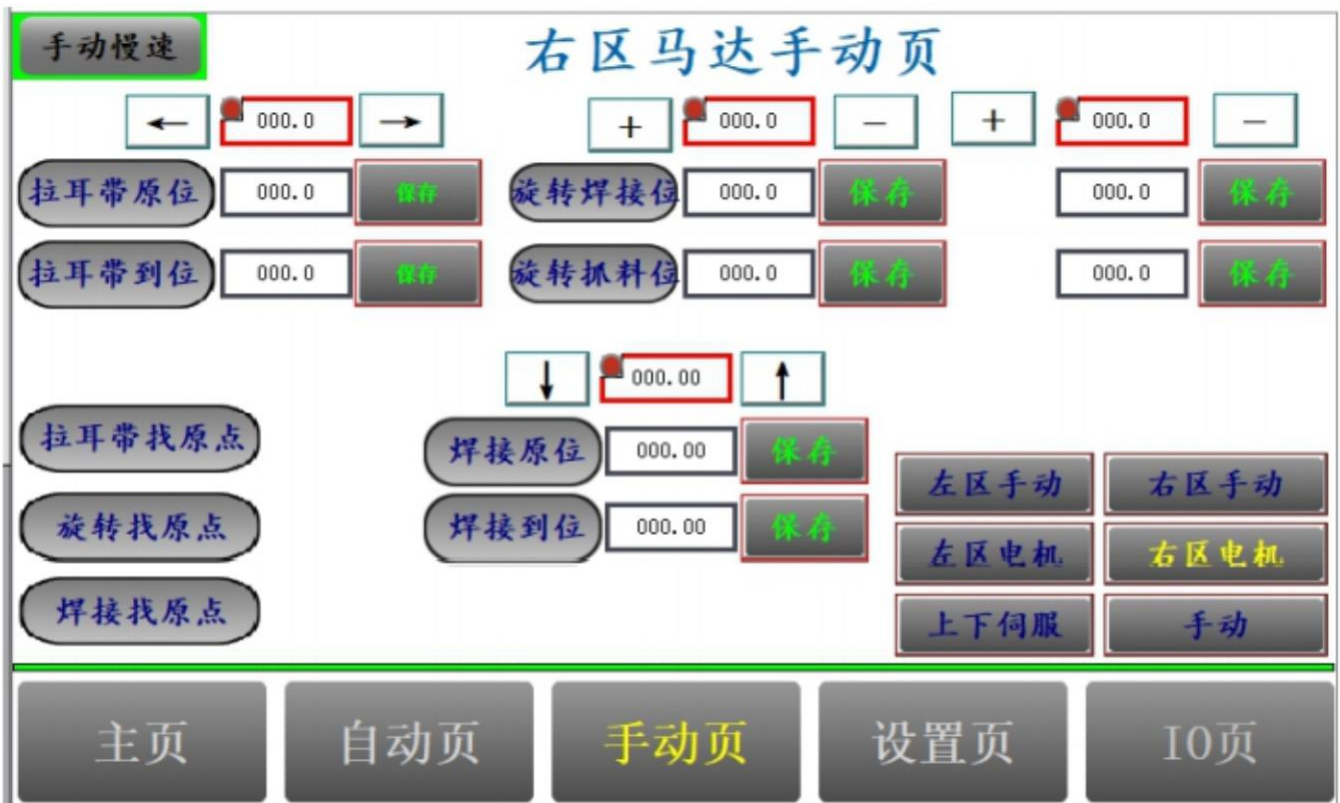 手动慢速
右区马达手动页
← 000.0 → + 000.0 - + 000.0 -
拉耳带原位 000.0 保存 旋转焊接位 000.0 保存 000.0 保存
拉耳带到位 000.0 保存 旋转抓料位 000.0 保存 000.0 保存
↓ 000.00 ↑
拉耳带找原点 焊接原位 000.00 保存
左区手动 右区手动
旋转找原点 焊接到位 000.00 保存
左区电机 右区电机
焊接找原点
上下伺服 手动
主页 自动页 手动页 设置页 IO页